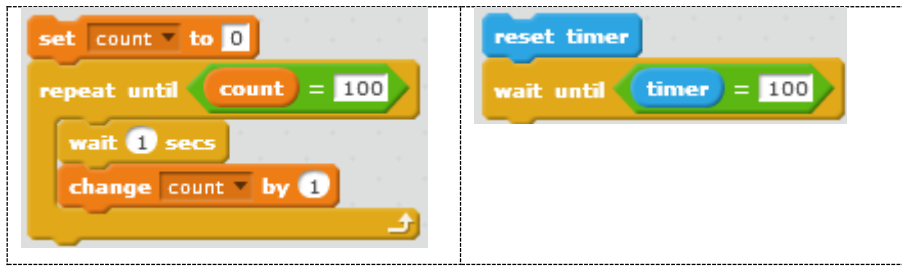 set count to 0
repeat until count = 100
wait 1 secs
change count by 1
reset timer
wait until timer = 100